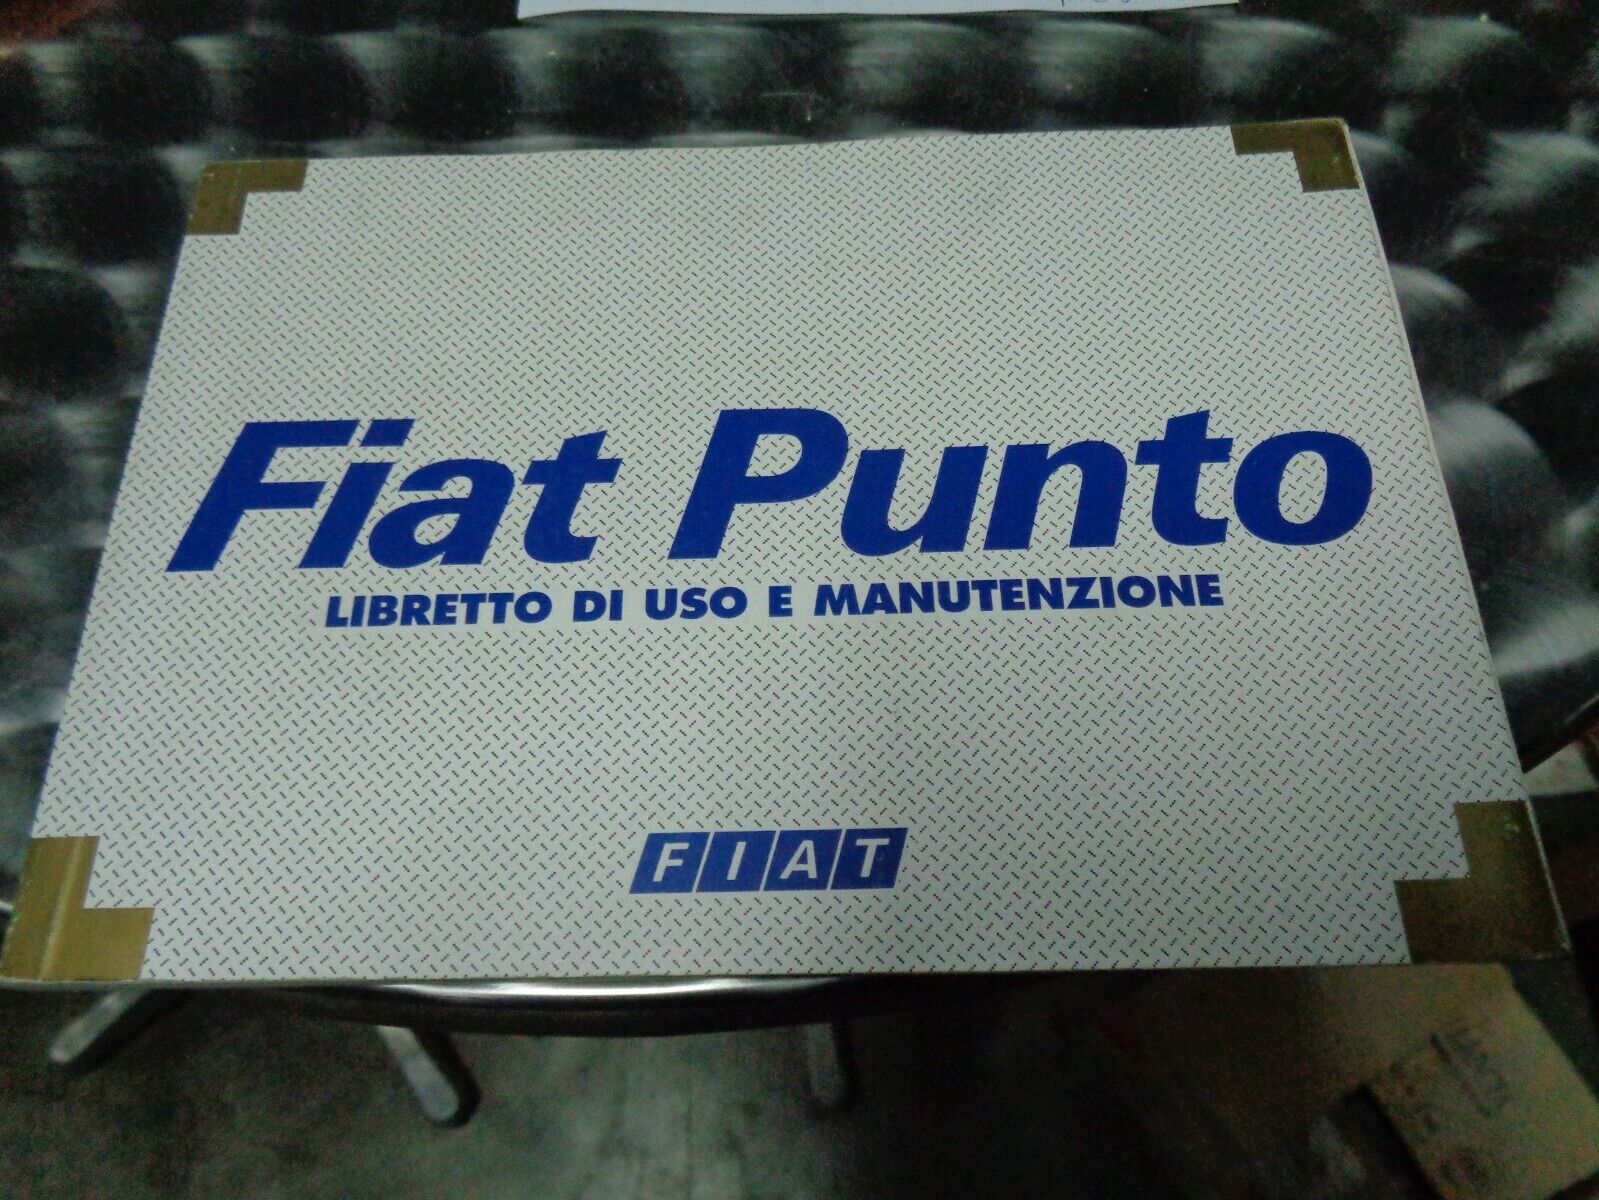 Fiat Punto
LIBRETTO DI USO E MANUTENZIONE
FIAT